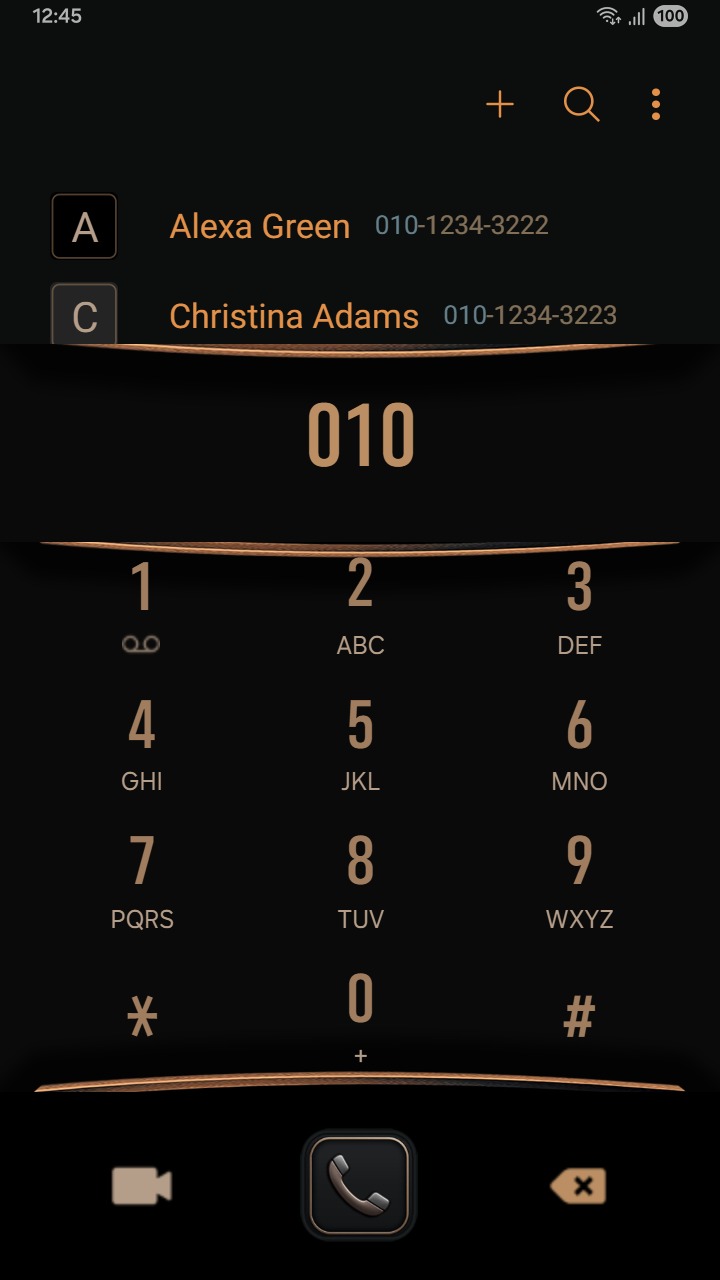 12:45 100
A Alexa Green 010-1234-3222
C Christina Adams 010-1234-3223
010
1 2 3
ABC DEF
4 5 6
GHI JKL MNO
7 8 9
PQRS TUV WXYZ
* 0 #
+